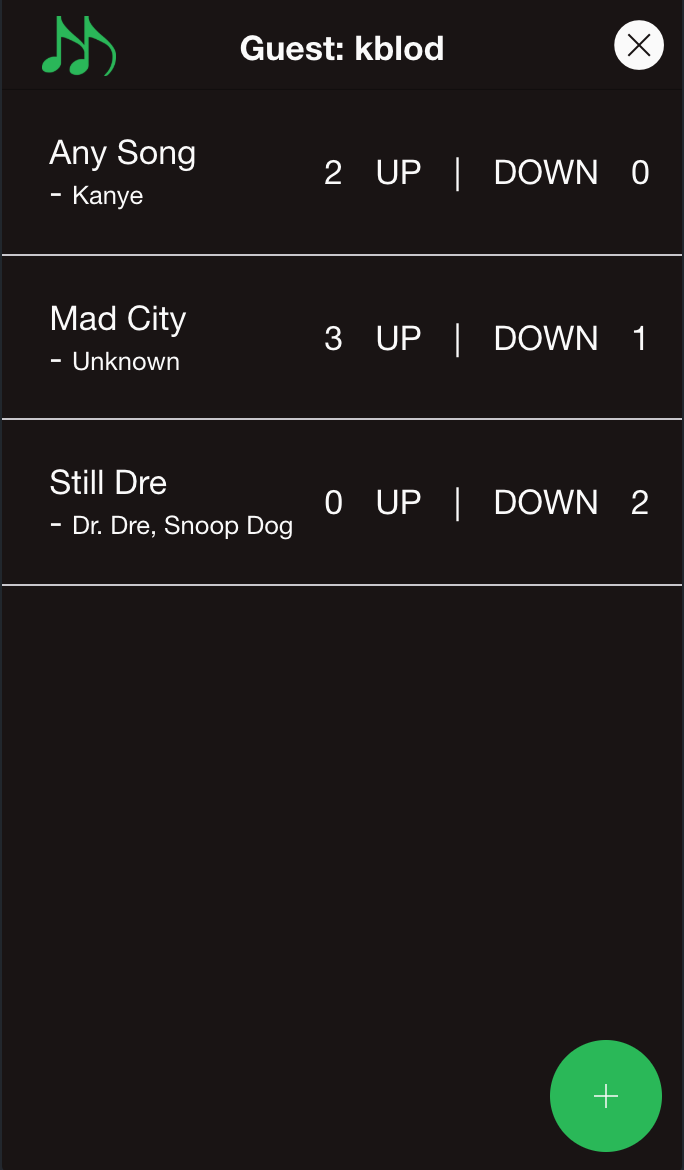 Guest: kblod
Any Song
- Kanye
2 UP | DOWN 0
Mad City
- Unknown
3 UP | DOWN 1
Still Dre
- Dr. Dre, Snoop Dog
0 UP | DOWN 2
+